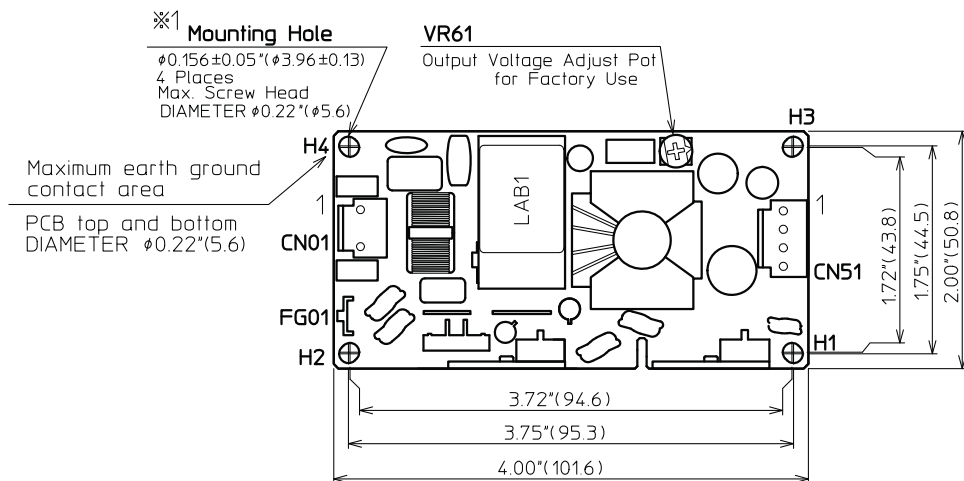 ※1 Mounting Hole
φ0.156±0.05"(φ3.96±0.13)
4 Places
Max. Screw Head
DIAMETER φ0.22"(φ5.6)
VR61
Output Voltage Adjust Pot
for Factory Use
H3
H4
Maximum earth ground
contact area
PCB top and bottom
DIAMETER φ0.22"(5.6)
1
CN01
LAB1
1
CN51
FG01
H2
H1
1.72"(43.8)
1.75"(44.5)
2.00"(50.8)
3.72"(94.6)
3.75"(95.3)
4.00"(101.6)